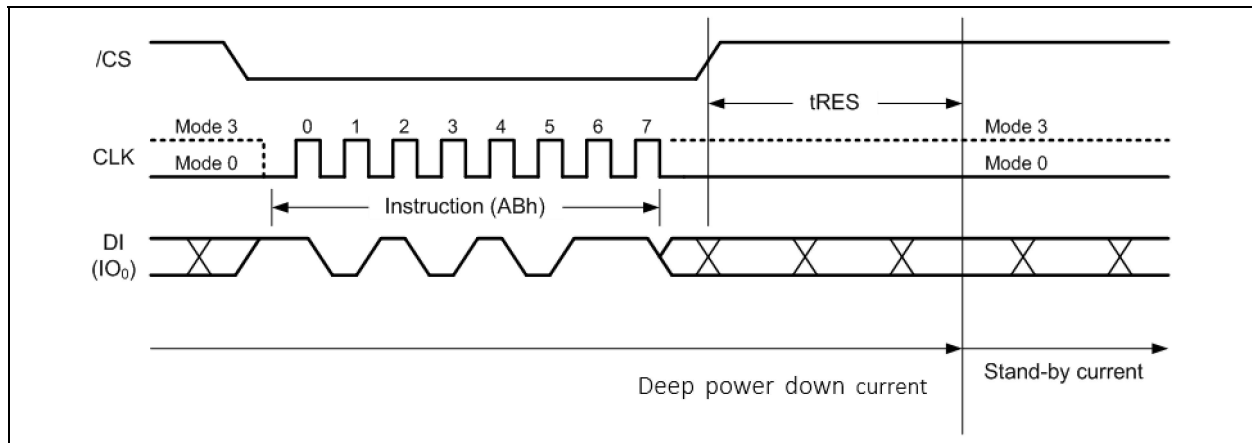 /CS
tRES
Mode 3 0 1 2 3 4 5 6 7 Mode 3
CLK
Mode 0 Mode 0
Instruction (ABh)
DI
(IO₀)
Deep power down current
Stand-by current